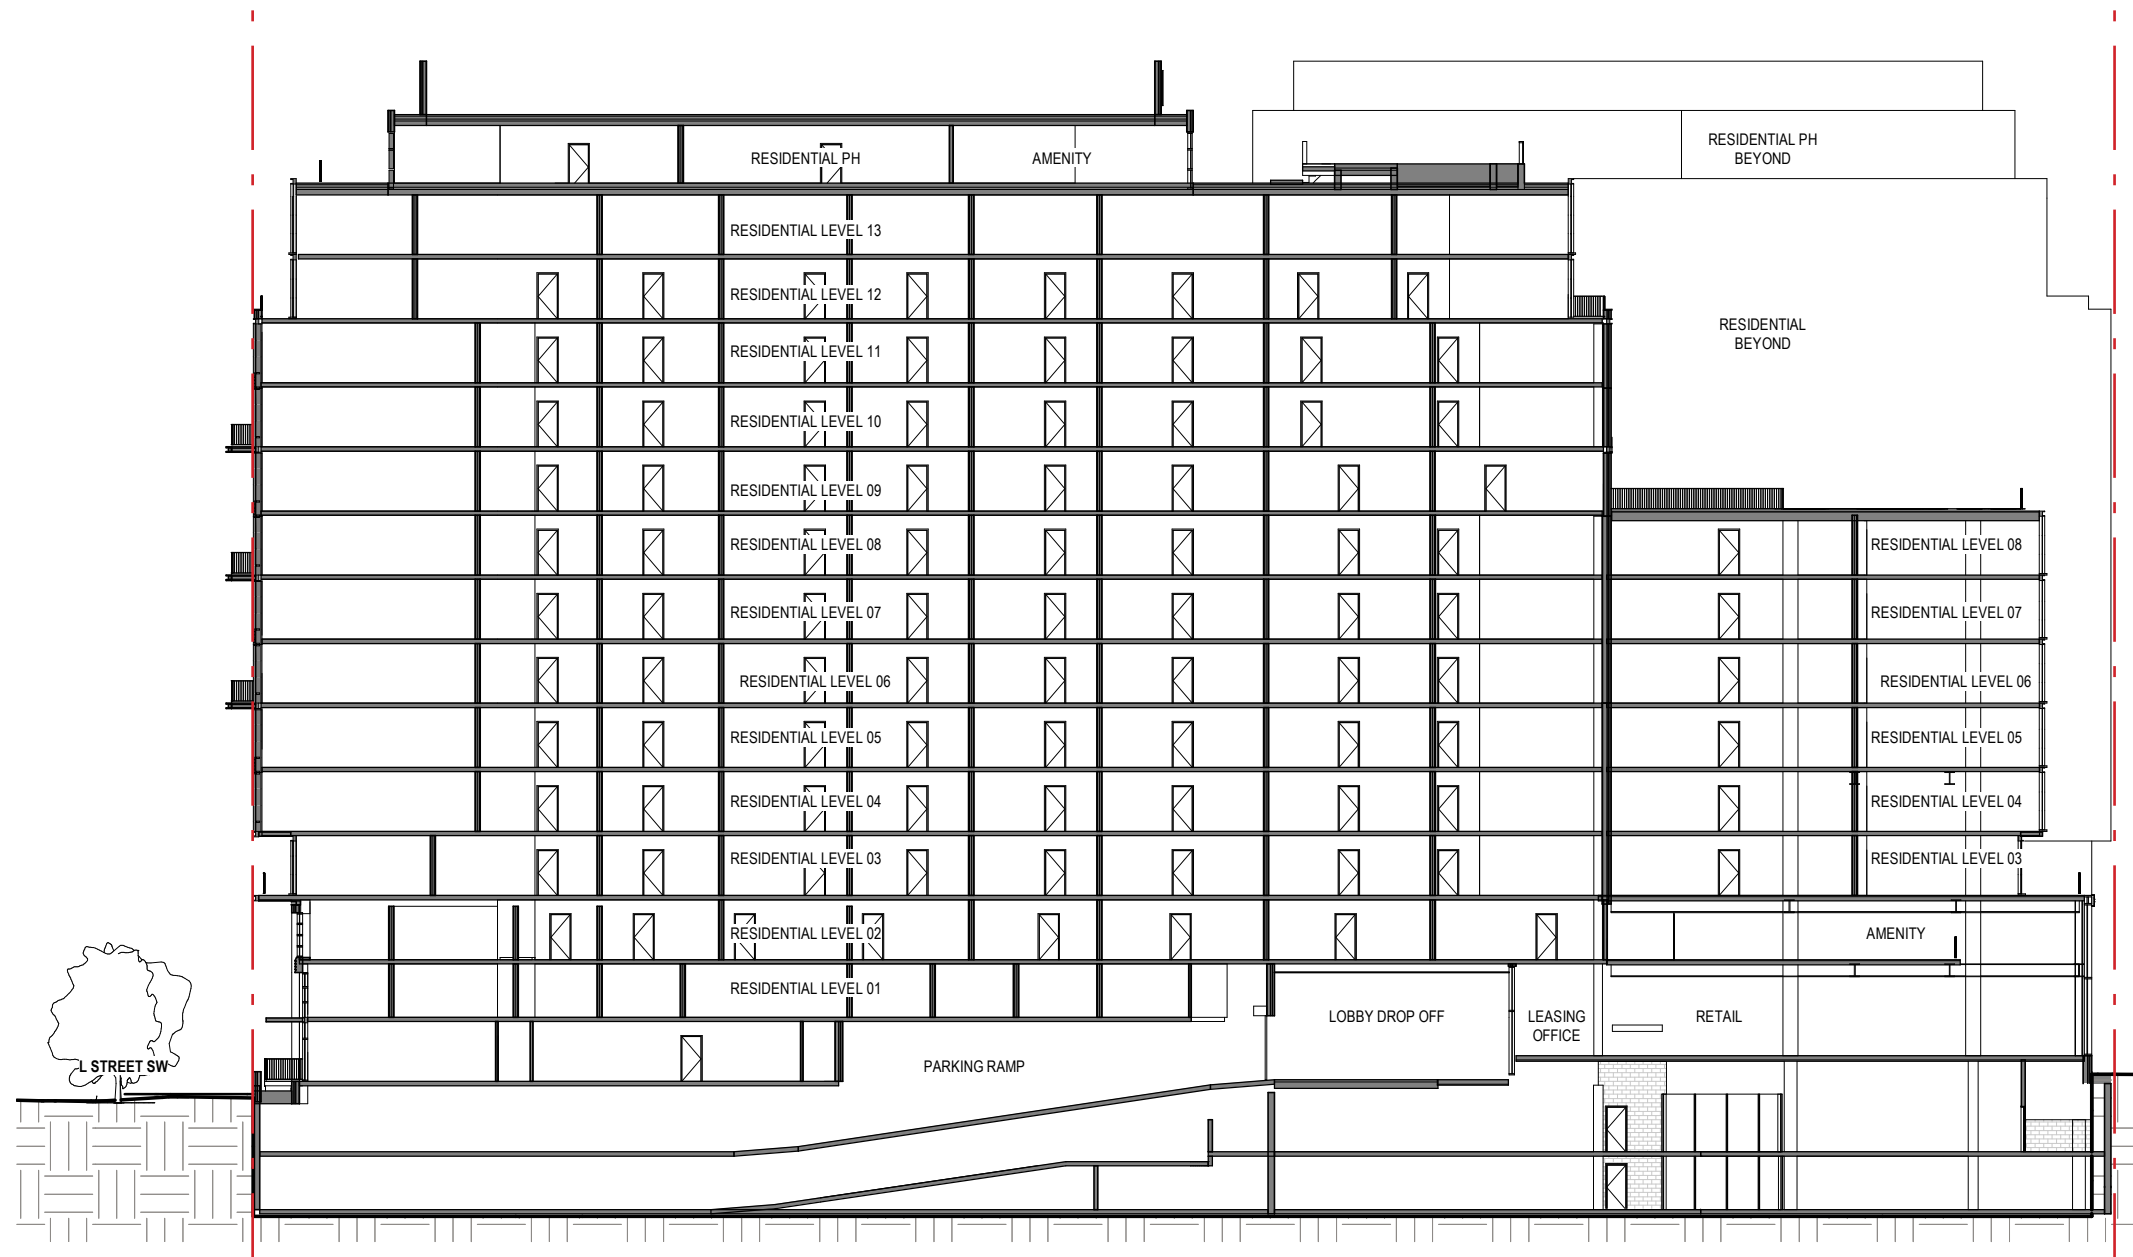 RESIDENTIAL PH
BEYOND
RESIDENTIAL PH
AMENITY
RESIDENTIAL LEVEL 13
RESIDENTIAL LEVEL 12
RESIDENTIAL
BEYOND
RESIDENTIAL LEVEL 11
RESIDENTIAL LEVEL 10
RESIDENTIAL LEVEL 09
RESIDENTIAL LEVEL 08
RESIDENTIAL LEVEL 08
RESIDENTIAL LEVEL 07
RESIDENTIAL LEVEL 07
RESIDENTIAL LEVEL 06
RESIDENTIAL LEVEL 06
RESIDENTIAL LEVEL 05
RESIDENTIAL LEVEL 05
RESIDENTIAL LEVEL 04
RESIDENTIAL LEVEL 04
RESIDENTIAL LEVEL 03
RESIDENTIAL LEVEL 03
RESIDENTIAL LEVEL 02
AMENITY
RESIDENTIAL LEVEL 01
LOBBY DROP OFF
LEASING
OFFICE
RETAIL
L STREET SW
PARKING RAMP